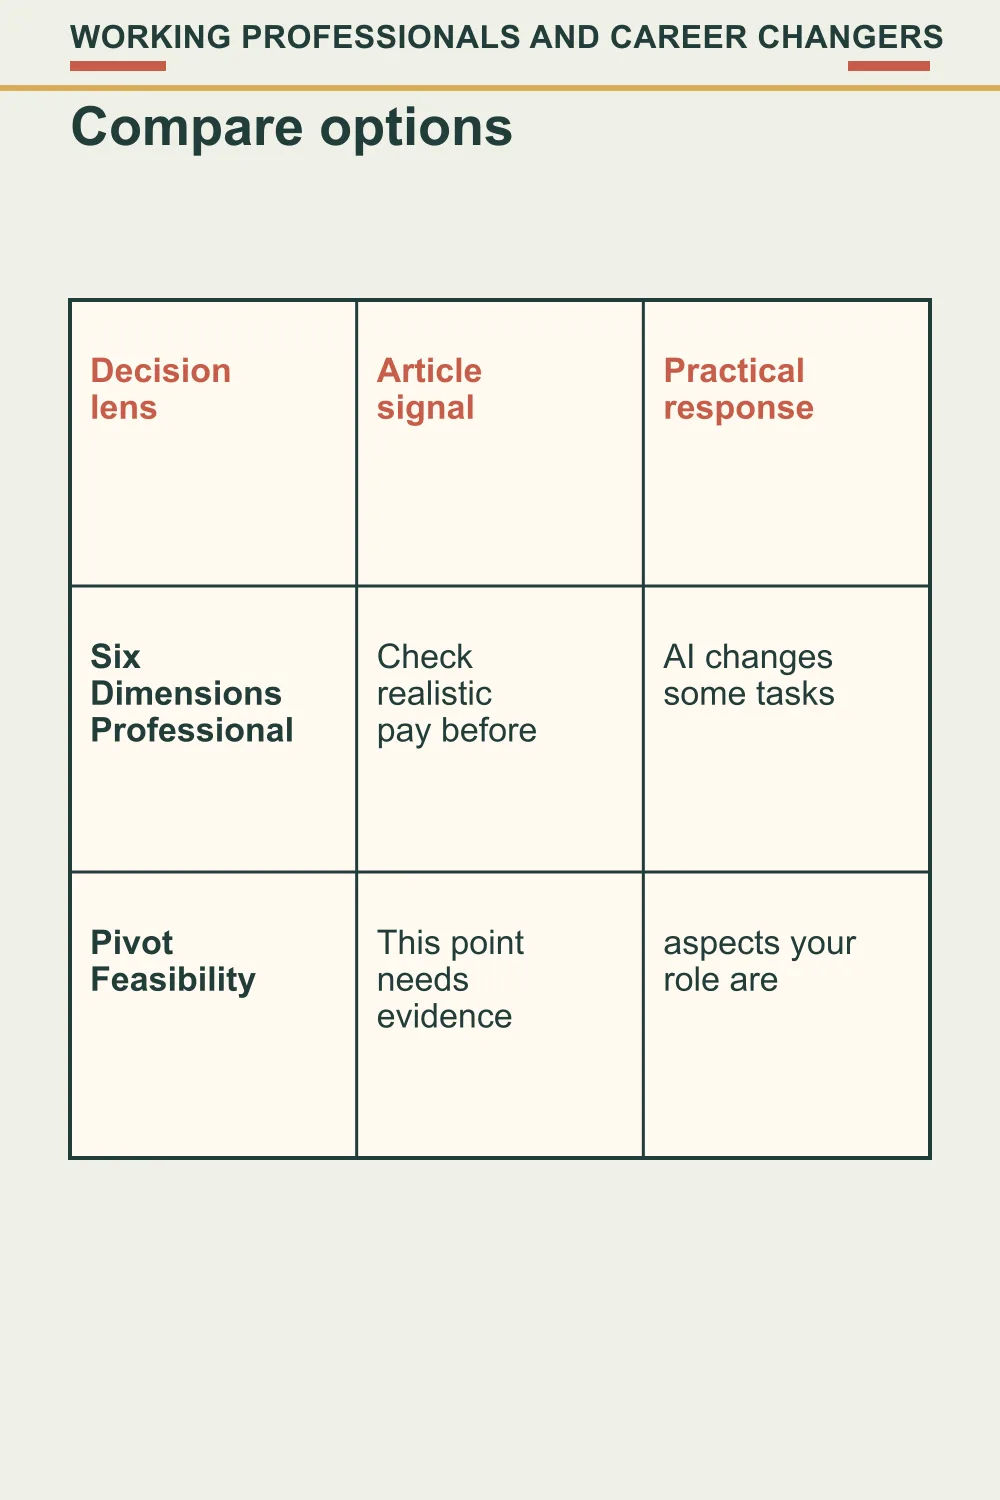 WORKING PROFESSIONALS AND CAREER CHANGERS
Compare options
Decision
lens
Article
signal
Practical
response
Six
Dimensions
Professional
Check
realistic
pay before
AI changes
some tasks
Pivot
Feasibility
This point
needs
evidence
aspects your
role are